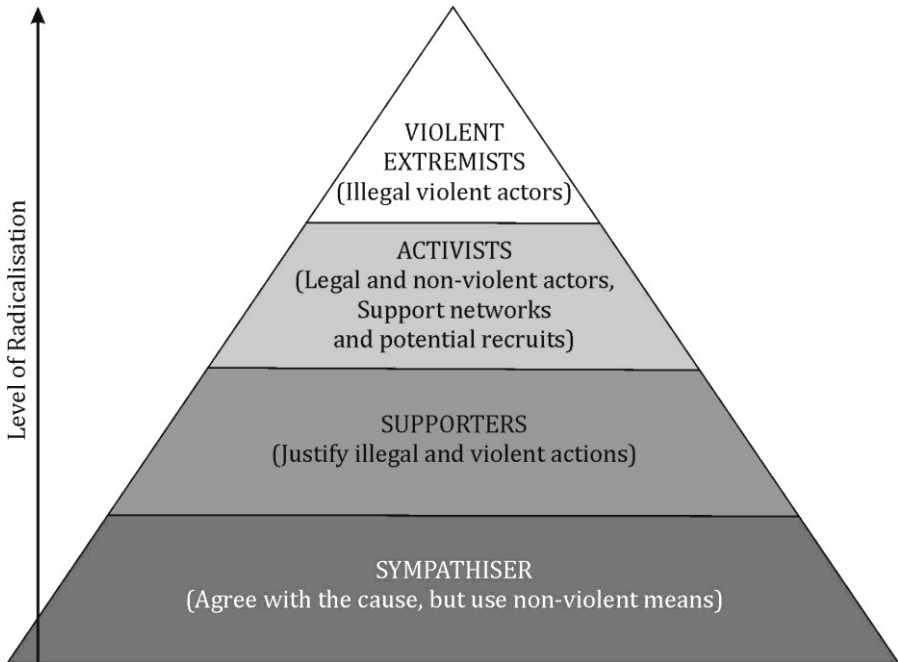 VIOLENT
EXTREMISTS
(Illegal violent actors)
ACTIVISTS
(Legal and non-violent actors,
Support networks
and potential recruits)
Level of Radicalisation
SUPPORTERS
(Justify illegal and violent actions)
SYMPATHISER
(Agree with the cause, but use non-violent means)